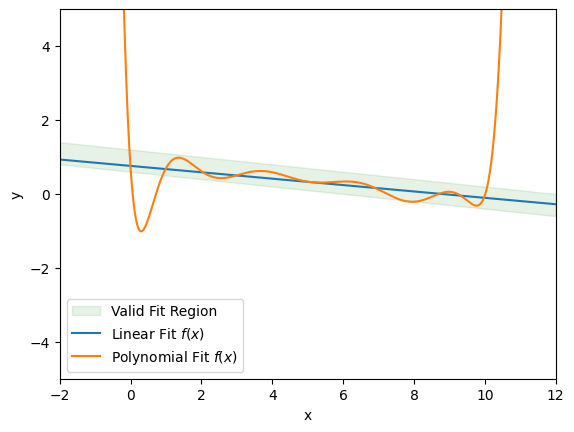 4
2
0
−2
−4
y
Valid Fit Region
Linear Fit f(x)
Polynomial Fit f(x)
−2 0 2 4 6 8 10 12
x